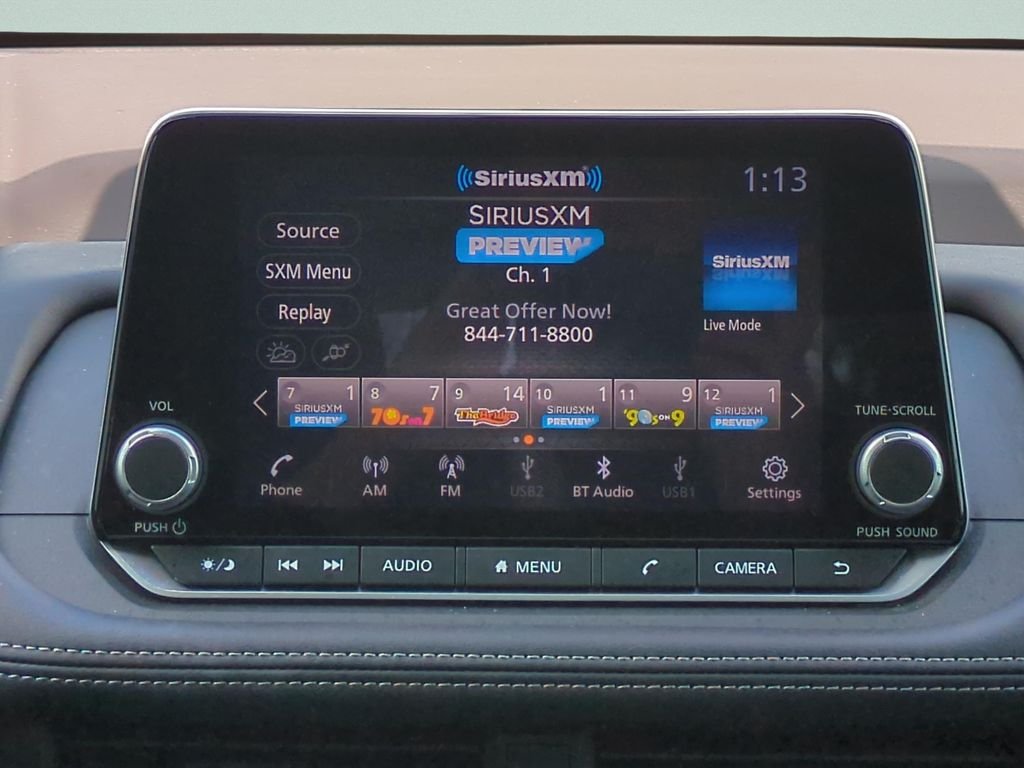 SiriusXM
1:13
SIRIUSXM
PREVIEW
Ch. 1
Source
SXM Menu
Replay
Great Offer Now!
844-711-8800
SiriusXM
Live Mode
7 1
SIRIUSXM
PREVIEW
8 7
70s on 7
9 14
The Bridge
10 1
SIRIUSXM
PREVIEW
11 9
'90s ON 9
12 1
SIRIUSXM
PREVIEW
VOL
TUNE·SCROLL
Phone
AM
FM
USB2
BT Audio
USB1
Settings
PUSH
PUSH SOUND
AUDIO
MENU
CAMERA